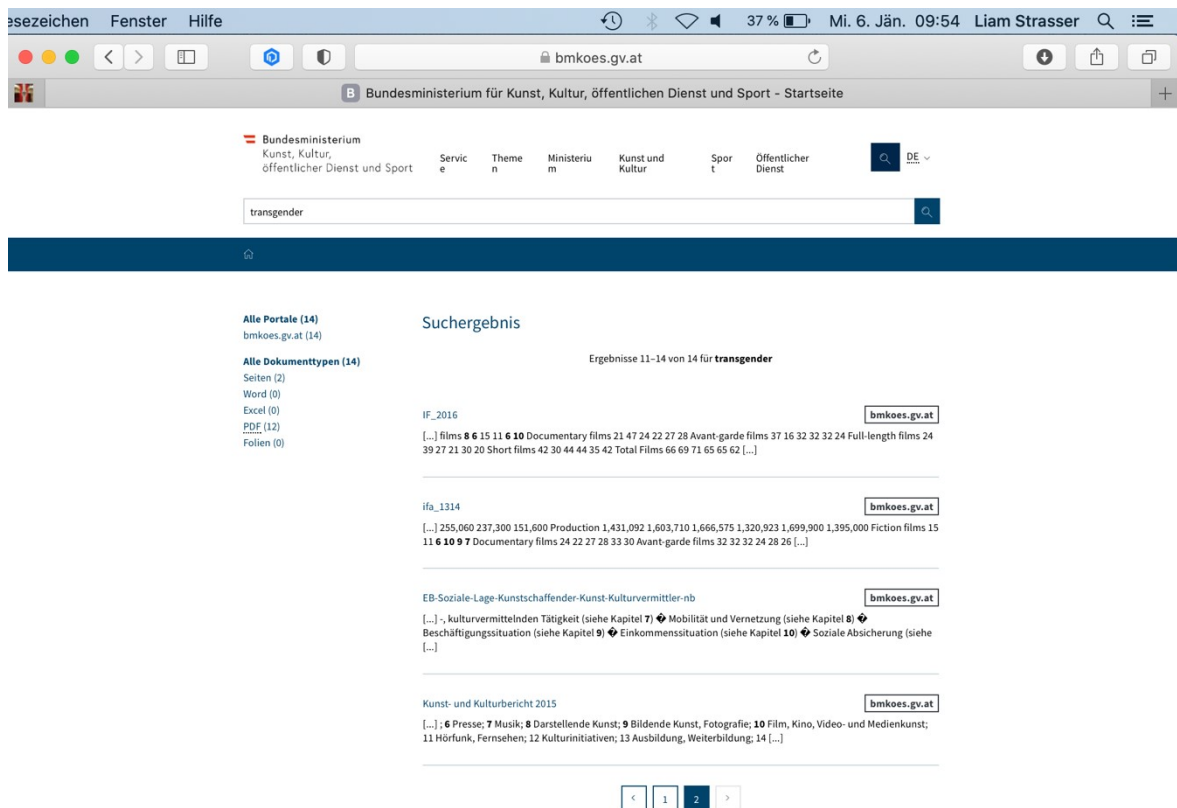 esezeichen Fenster Hilfe 37 % Mi. 6. Jän. 09:54 Liam Strasser
bmkoes.gv.at
B Bundesministerium für Kunst, Kultur, öffentlichen Dienst und Sport - Startseite
Bundesministerium
Kunst, Kultur,
öffentlicher Dienst und Sport
Servic
e
Theme
n
Ministeriu
m
Kunst und
Kultur
Spor
t
Öffentlicher
Dienst
DE
transgender
Alle Portale (14)
bmkoes.gv.at (14)
Alle Dokumenttypen (14)
Seiten (2)
Word (0)
Excel (0)
PDF (12)
Folien (0)
Suchergebnis
Ergebnisse 11–14 von 14 für transgender
IF_2016 bmkoes.gv.at
[...] films 8 6 15 11 6 10 Documentary films 21 47 24 22 27 28 Avant-garde films 37 16 32 32 32 24 Full-length films 24
39 27 21 30 20 Short films 42 30 44 44 35 42 Total Films 66 69 71 65 65 62 [...]
ifa_1314 bmkoes.gv.at
[...] 255,060 237,300 151,600 Production 1,431,092 1,603,710 1,666,575 1,320,923 1,699,900 1,395,000 Fiction films 15
11 6 10 9 7 Documentary films 24 22 27 28 33 30 Avant-garde films 32 32 32 24 28 26 [...]
EB-Soziale-Lage-Kunstschaffender-Kunst-Kulturvermittler-nb bmkoes.gv.at
[...] -, kulturvermittelnden Tätigkeit (siehe Kapitel 7) � Mobilität und Vernetzung (siehe Kapitel 8) �
Beschäftigungssituation (siehe Kapitel 9) � Einkommenssituation (siehe Kapitel 10) � Soziale Absicherung (siehe
[...]
Kunst- und Kulturbericht 2015 bmkoes.gv.at
[...] ; 6 Presse; 7 Musik; 8 Darstellende Kunst; 9 Bildende Kunst, Fotografie; 10 Film, Kino, Video- und Medienkunst;
11 Hörfunk, Fernsehen; 12 Kulturinitiativen; 13 Ausbildung, Weiterbildung; 14 [...]
1 2